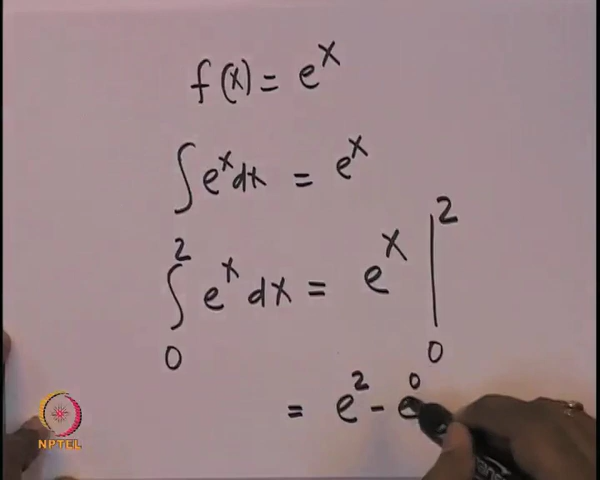 f(x) = e^x
∫ e^x dx = e^x
∫_0^2 e^x dx = e^x |_0^2
= e^2 - e^0
NPTEL